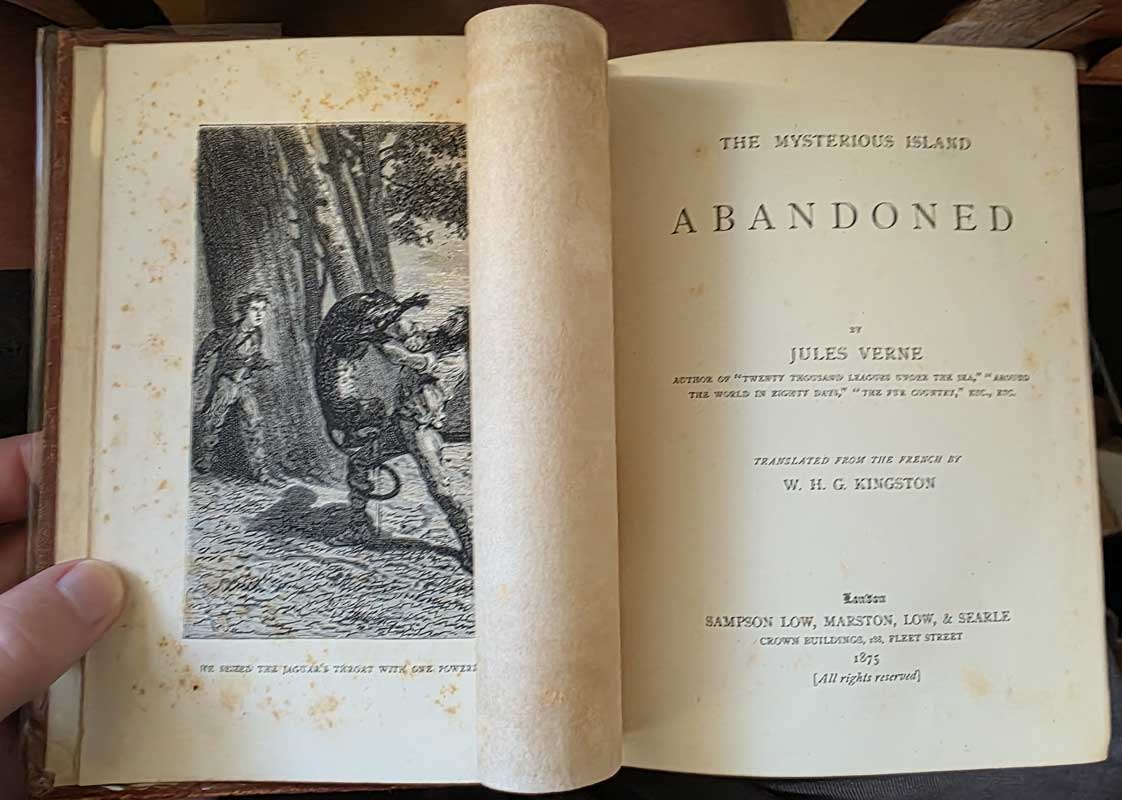 HE SEIZED THE JAGUAR'S THROAT WITH ONE
THE MYSTERIOUS ISLAND
ABANDONED
BY
JULES VERNE
AUTHOR OF "TWENTY THOUSAND LEAGUES UNDER THE SEA," "AROUND
THE WORLD IN EIGHTY DAYS," "THE FUR COUNTRY," ETC., ETC.
TRANSLATED FROM THE FRENCH BY
W. H. G. KINGSTON
London
SAMPSON LOW, MARSTON, LOW, & SEARLE
CROWN BUILDINGS, 188, FLEET STREET
1875
[All rights reserved]